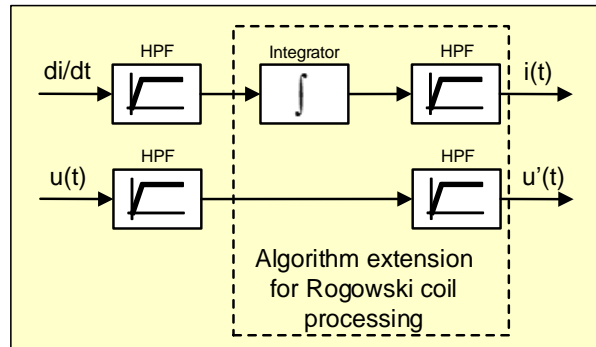 HPF
Integrator
HPF
di/dt
i(t)
HPF
HPF
u(t)
u’(t)
Algorithm extension
for Rogowski coil
processing